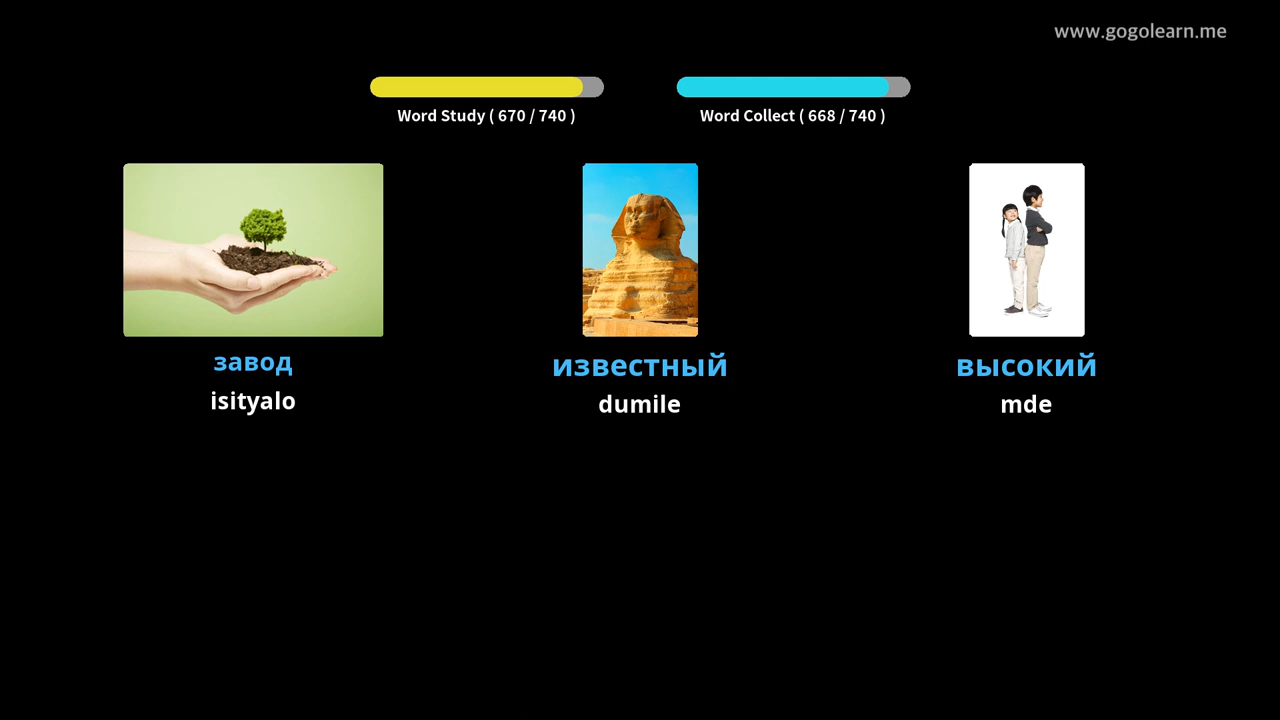 www.gogolearn.me
Word Study ( 670 / 740 )
Word Collect ( 668 / 740 )
завод
isityalo
известный
dumile
высокий
mde